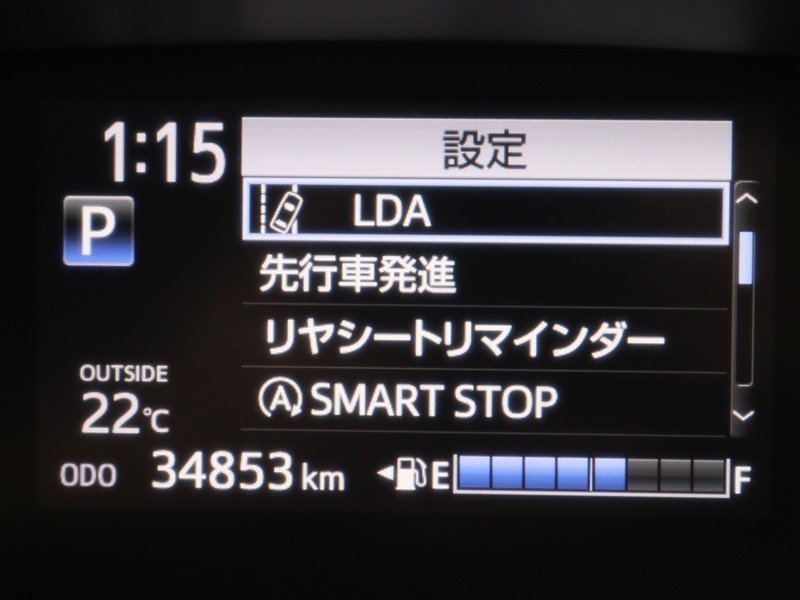 1:15
設定
P
LDA
先行車発進
リヤシートリマインダー
OUTSIDE
22℃
A SMART STOP
ODO 34853 km
E F